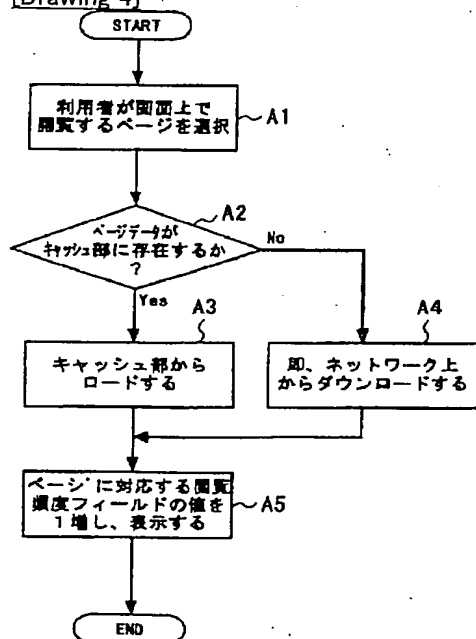 [Drawing 4]
START
利用者が画面上で
閲覧するページを選択
A1
A2
ページデータが
キャッシュ部に存在するか
?
No
Yes
A3
A4
キャッシュ部から
ロードする
即、ネットワーク上
からダウンロードする
ページに対応する閲覧
頻度フィールドの値を
1増し、表示する
A5
END